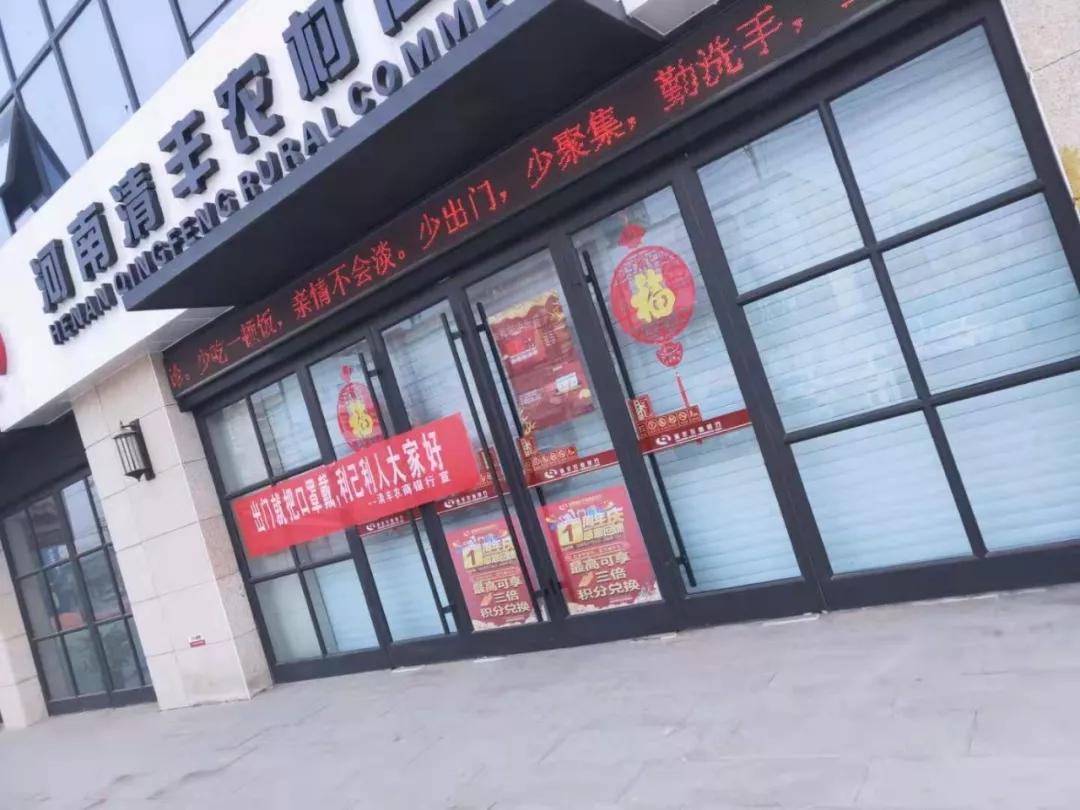 河南清丰农村
QINGFENG RURAL COMME
少吃一顿饭，亲情不会淡。少出门，少聚集，勤洗手，
福
福
出门就把口罩戴，利己利人大家好
---清丰农商银行宣
1周年庆
最高可享
三倍
积分兑换
1周年庆
最高可享
三倍
积分兑换